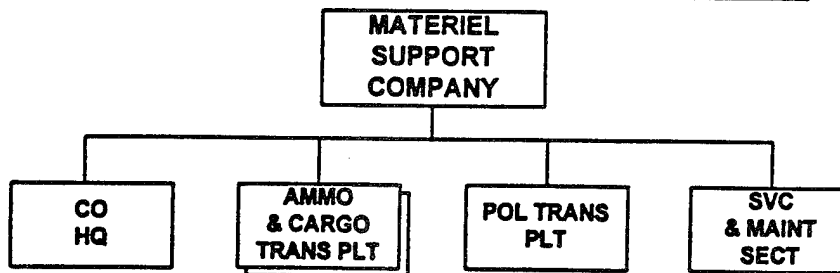 MATERIEL
SUPPORT
COMPANY
CO
HQ
AMMO
& CARGO
TRANS PLT
POL TRANS
PLT
SVC
& MAINT
SECT